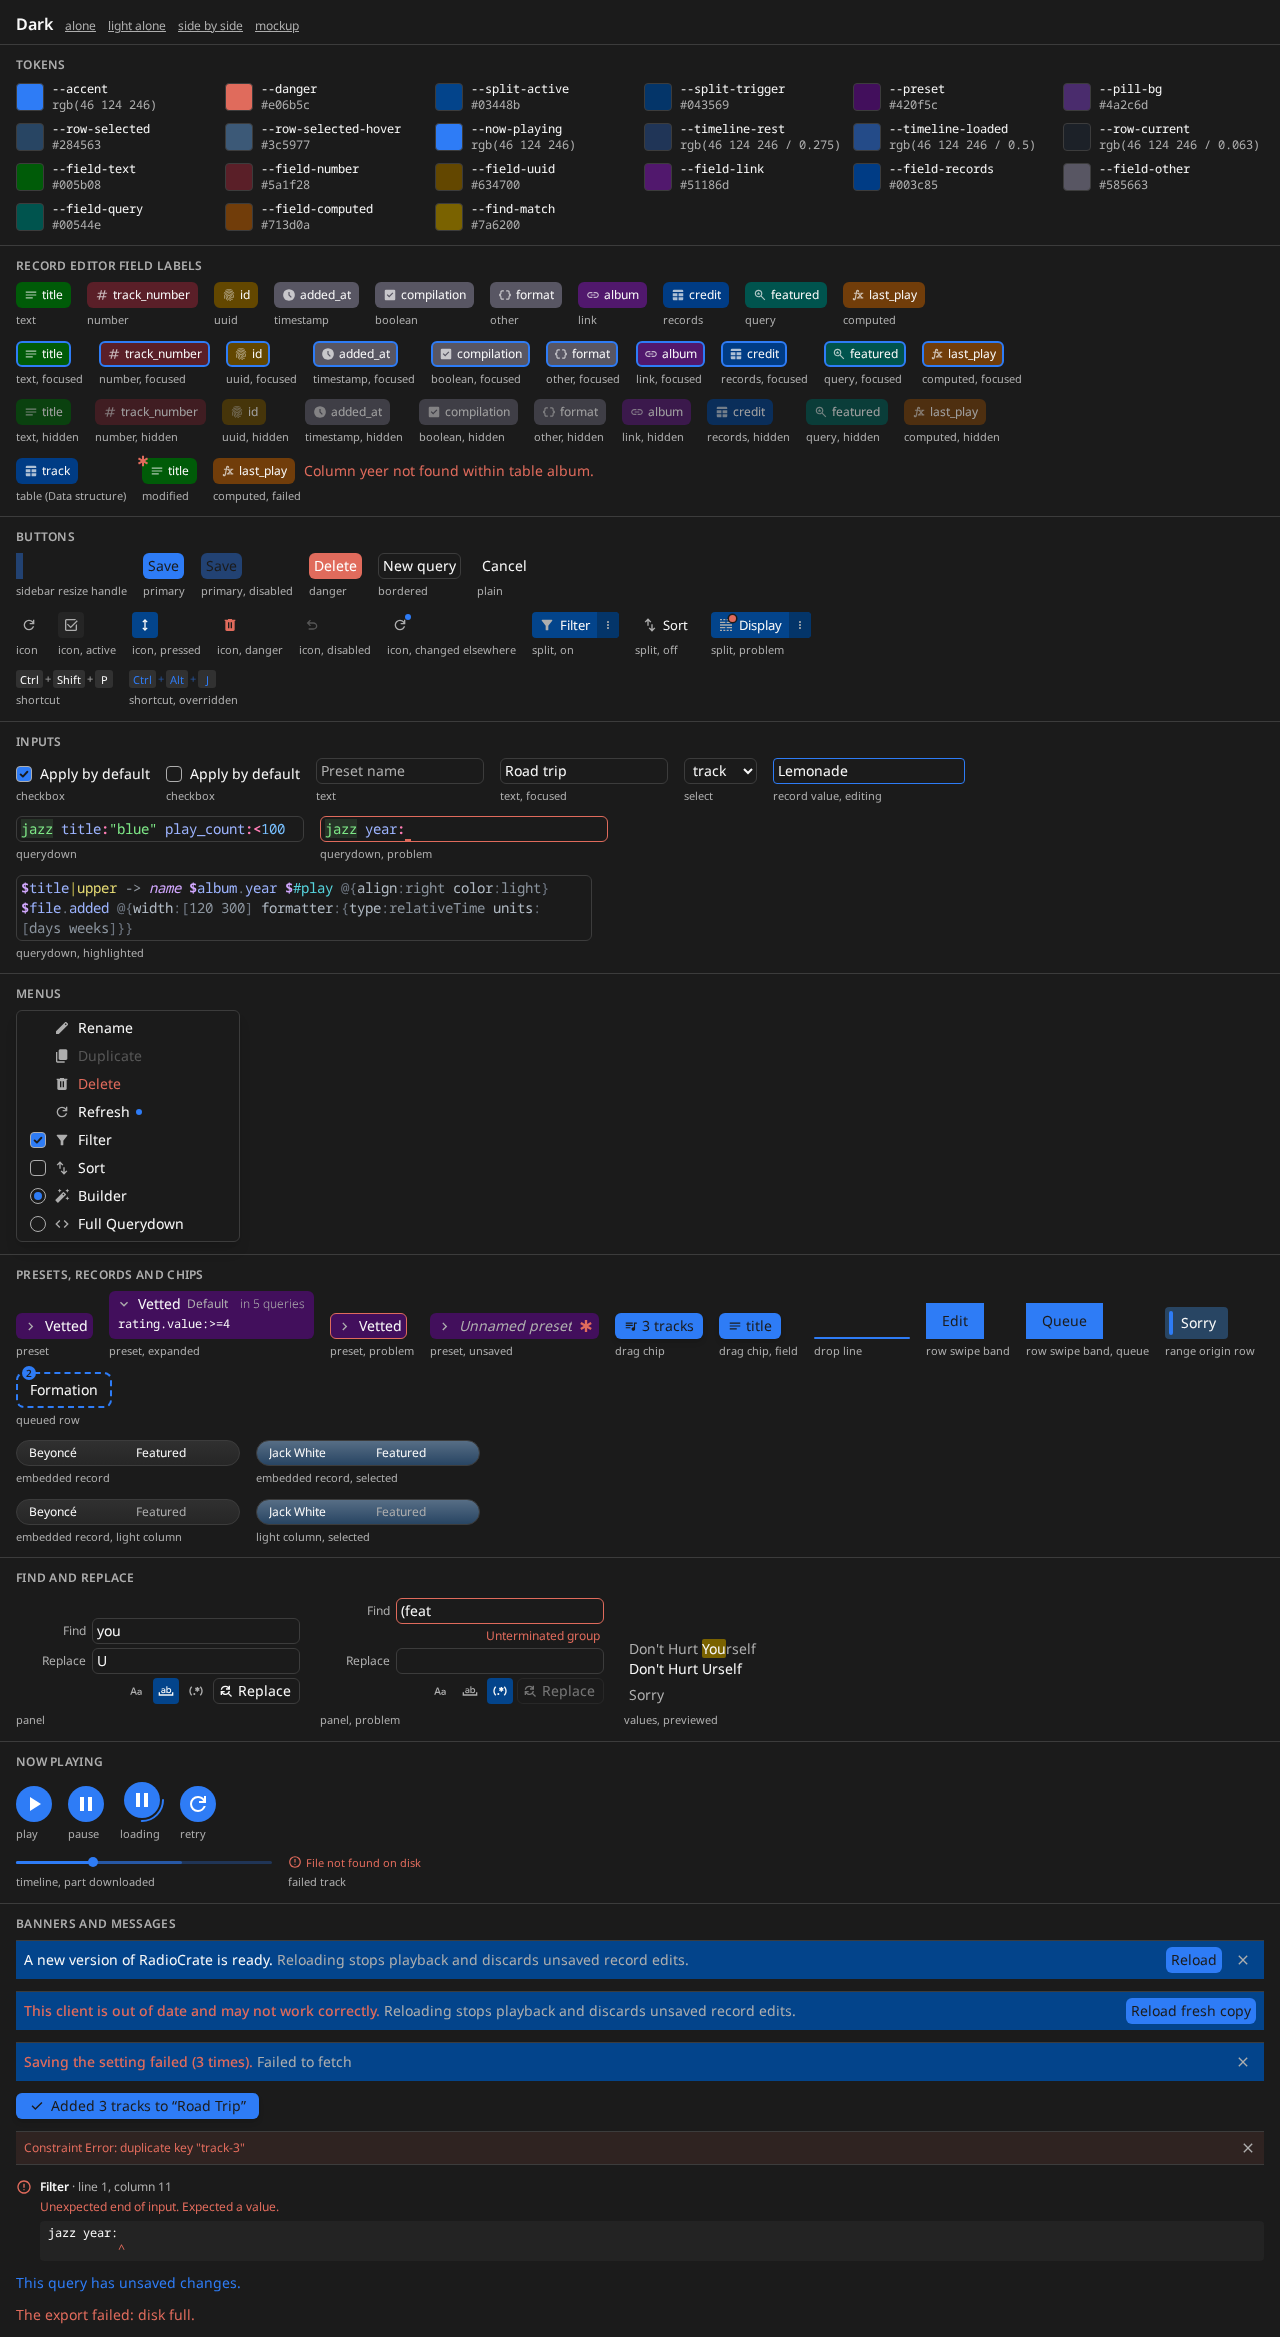 Dark alone light alone side by side mockup
TOKENS
--accent --danger --split-active --split-trigger --preset --pill-bg
rgb(46 124 246) #e06b5c #03448b #043569 #420f5c #4a2c6d
--row-selected --row-selected-hover --now-playing --timeline-rest --timeline-loaded --row-current
#284563 #3c5977 rgb(46 124 246) rgb(46 124 246 / 0.275) rgb(46 124 246 / 0.5) rgb(46 124 246 / 0.063)
--field-text --field-number --field-uuid --field-link --field-records --field-other
#005b08 #5a1f28 #634700 #51186d #003c85 #585663
--field-query --field-computed --find-match
#00544e #713d0a #7a6200
RECORD EDITOR FIELD LABELS
title track_number id added_at compilation format album credit featured last_play
text number uuid timestamp boolean other link records query computed
title track_number id added_at compilation format album credit featured last_play
text, focused number, focused uuid, focused timestamp, focused boolean, focused other, focused link, focused records, focused query, focused computed, focused
title track_number id added_at compilation format album credit featured last_play
text, hidden number, hidden uuid, hidden timestamp, hidden boolean, hidden other, hidden link, hidden records, hidden query, hidden computed, hidden
track * title last_play Column yeer not found within table album.
table (Data structure) modified computed, failed
BUTTONS
Save Save Delete New query Cancel
sidebar resize handle primary primary, disabled danger bordered plain
Filter Sort Display
icon icon, active icon, pressed icon, danger icon, disabled icon, changed elsewhere split, on split, off split, problem
Ctrl + Shift + P Ctrl + Alt + J
shortcut shortcut, overridden
INPUTS
Apply by default Apply by default Preset name Road trip track Lemonade
checkbox checkbox text text, focused select record value, editing
jazz title:"blue" play_count:<100 jazz year:
querydown querydown, problem
$title|upper -> name $album.year $#play @{align:right color:light}
$file.added @{width:[120 300] formatter:{type:relativeTime units:
[days weeks]}}
querydown, highlighted
MENUS
Rename
Duplicate
Delete
Refresh
Filter
Sort
Builder
Full Querydown
PRESETS, RECORDS AND CHIPS
Vetted Vetted Default in 5 queries Vetted Unnamed preset * 3 tracks title Edit Queue Sorry
rating.value:>=4
preset preset, expanded preset, problem preset, unsaved drag chip drag chip, field drop line row swipe band row swipe band, queue range origin row
2
Formation
queued row
Beyoncé Featured Jack White Featured
embedded record embedded record, selected
Beyoncé Featured Jack White Featured
embedded record, light column light column, selected
FIND AND REPLACE
Find you Find (feat
Unterminated group
Replace U Replace
Don't Hurt Yourself
Don't Hurt Urself
Sorry
Aa ab (.*) Replace Aa ab (.*) Replace
panel panel, problem values, previewed
NOW PLAYING
play pause loading retry
File not found on disk
timeline, part downloaded failed track
BANNERS AND MESSAGES
A new version of RadioCrate is ready. Reloading stops playback and discards unsaved record edits. Reload
This client is out of date and may not work correctly. Reloading stops playback and discards unsaved record edits. Reload fresh copy
Saving the setting failed (3 times). Failed to fetch
Added 3 tracks to “Road Trip”
Constraint Error: duplicate key "track-3"
Filter · line 1, column 11
Unexpected end of input. Expected a value.
jazz year:
^
This query has unsaved changes.
The export failed: disk full.